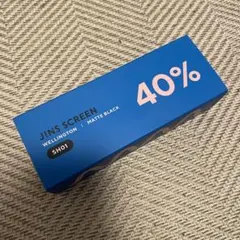 JINS SCREEN
WELLINGTON | MATTE BLACK
SH01
40%